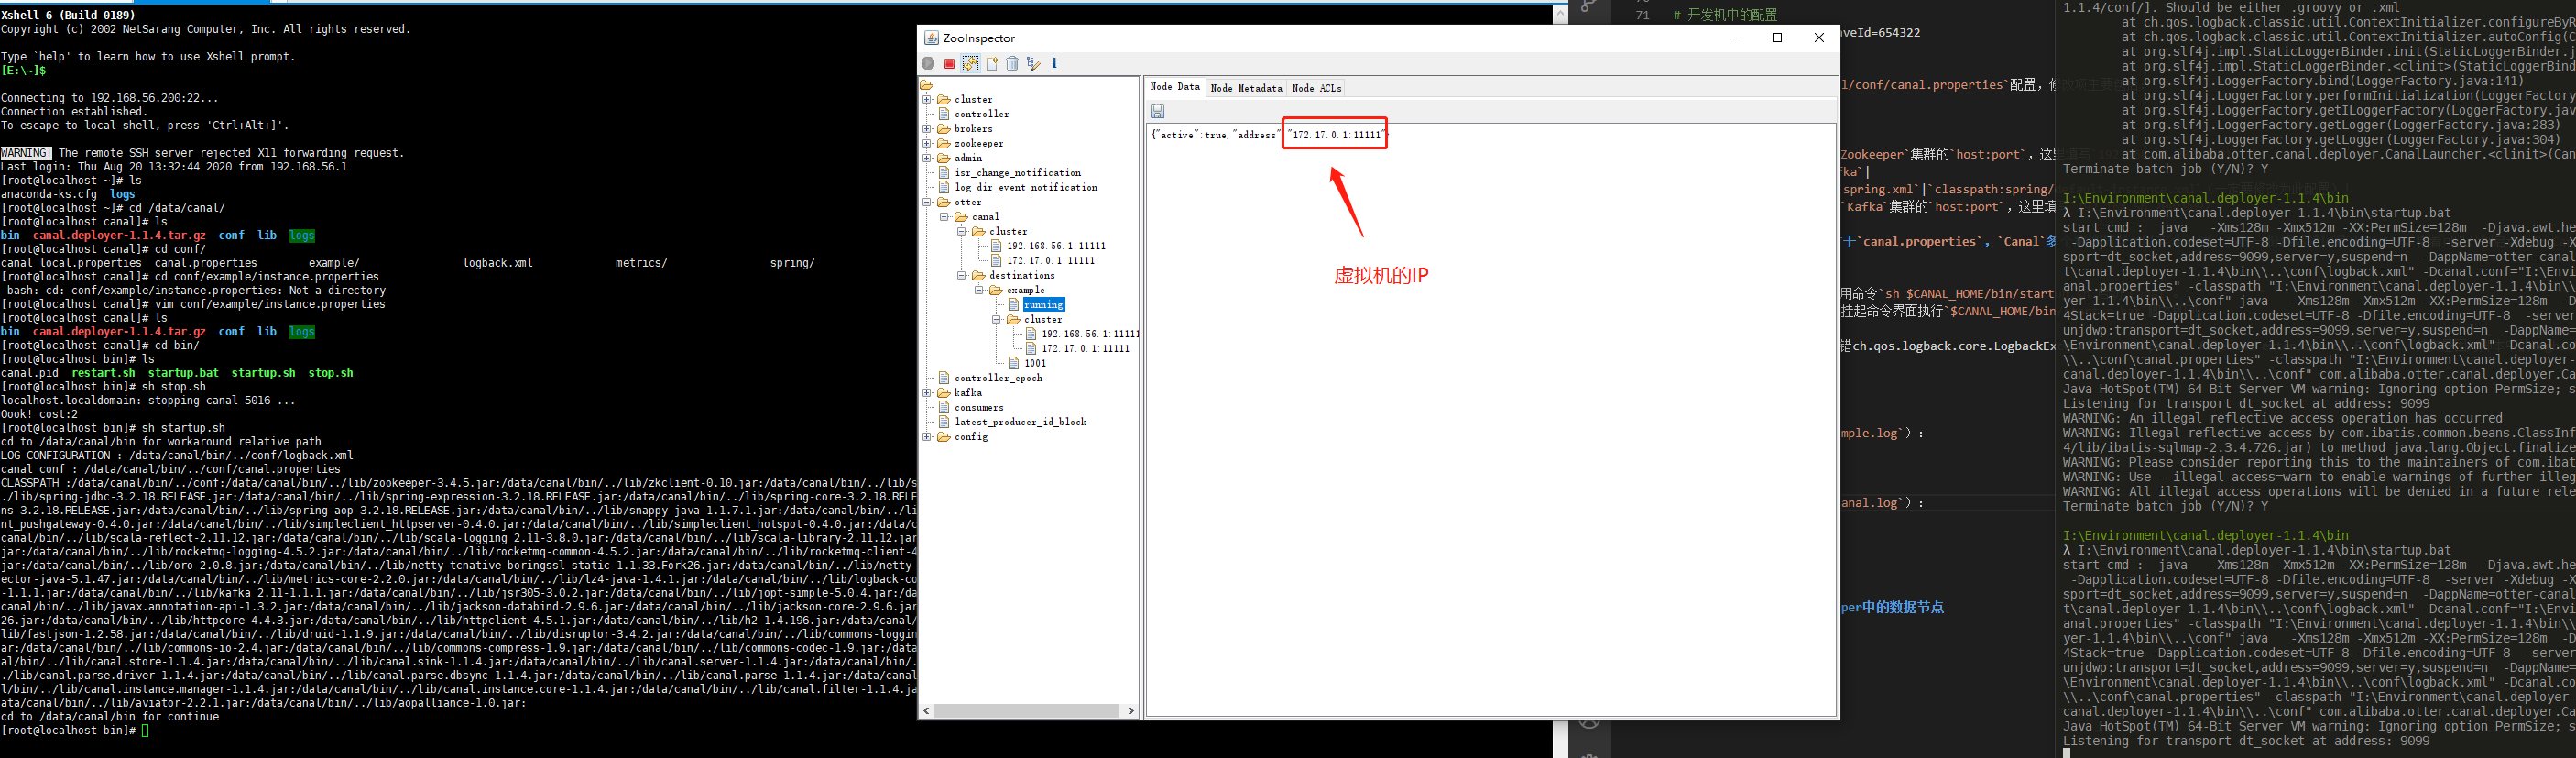 Xshell 6 (Build 0189)
Copyright (c) 2002 NetSarang Computer, Inc. All rights reserved.
Type `help' to learn how to use Xshell prompt.
[E:\~]$
Connecting to 192.168.56.200:22...
Connection established.
To escape to local shell, press 'Ctrl+Alt+]'.
WARNING! The remote SSH server rejected X11 forwarding request.
Last login: Thu Aug 20 13:32:44 2020 from 192.168.56.1
[root@localhost ~]# ls
anaconda-ks.cfg  logs
[root@localhost ~]# cd /data/canal/
[root@localhost canal]# ls
bin  canal.deployer-1.1.4.tar.gz  conf  lib  logs
[root@localhost canal]# cd conf/
canal_local.properties  canal.properties  example/  logback.xml  metrics/  spring/
[root@localhost canal]# cd conf/example/instance.properties
-bash: cd: conf/example/instance.properties: Not a directory
[root@localhost canal]# vim conf/example/instance.properties
[root@localhost canal]# ls
bin  canal.deployer-1.1.4.tar.gz  conf  lib  logs
[root@localhost canal]# cd bin/
[root@localhost bin]# ls
canal.pid  restart.sh  startup.bat  startup.sh  stop.sh
[root@localhost bin]# sh stop.sh
localhost.localdomain: stopping canal 5016 ...
Oook! cost:2
[root@localhost bin]# sh startup.sh
cd to /data/canal/bin for workaround relative path
LOG CONFIGURATION : /data/canal/bin/../conf/logback.xml
canal conf : /data/canal/bin/../conf/canal.properties
CLASSPATH :/data/canal/bin/../conf:/data/canal/bin/../lib/zookeeper-3.4.5.jar:/data/canal/bin/../lib/zkclient-0.10.jar:/data/canal/bin/../lib/s
./lib/spring-jdbc-3.2.18.RELEASE.jar:/data/canal/bin/../lib/spring-expression-3.2.18.RELEASE.jar:/data/canal/bin/../lib/spring-core-3.2.18.RELE
ns-3.2.18.RELEASE.jar:/data/canal/bin/../lib/spring-aop-3.2.18.RELEASE.jar:/data/canal/bin/../lib/snappy-java-1.1.7.1.jar:/data/canal/bin/../li
nt_pushgateway-0.4.0.jar:/data/canal/bin/../lib/simpleclient_httpserver-0.4.0.jar:/data/canal/bin/../lib/simpleclient_hotspot-0.4.0.jar:/data/c
canal/bin/../lib/scala-reflect-2.11.12.jar:/data/canal/bin/../lib/scala-logging_2.11-3.8.0.jar:/data/canal/bin/../lib/scala-library-2.11.12.jar
jar:/data/canal/bin/../lib/rocketmq-logging-4.5.2.jar:/data/canal/bin/../lib/rocketmq-common-4.5.2.jar:/data/canal/bin/../lib/rocketmq-client-4
jar:/data/canal/bin/../lib/oro-2.0.8.jar:/data/canal/bin/../lib/netty-tcnative-boringssl-static-1.1.33.Fork26.jar:/data/canal/bin/../lib/netty-
ector-java-5.1.47.jar:/data/canal/bin/../lib/metrics-core-2.2.0.jar:/data/canal/bin/../lib/lz4-java-1.4.1.jar:/data/canal/bin/../lib/logback-co
-1.1.1.jar:/data/canal/bin/../lib/kafka_2.11-1.1.1.jar:/data/canal/bin/../lib/jsr305-3.0.2.jar:/data/canal/bin/../lib/jopt-simple-5.0.4.jar:/da
canal/bin/../lib/javax.annotation-api-1.3.2.jar:/data/canal/bin/../lib/jackson-databind-2.9.6.jar:/data/canal/bin/../lib/jackson-core-2.9.6.jar
26.jar:/data/canal/bin/../lib/httpcore-4.4.3.jar:/data/canal/bin/../lib/httpclient-4.5.1.jar:/data/canal/bin/../lib/h2-1.4.196.jar:/data/canal/
lib/fastjson-1.2.58.jar:/data/canal/bin/../lib/druid-1.1.9.jar:/data/canal/bin/../lib/disruptor-3.4.2.jar:/data/canal/bin/../lib/commons-loggin
ar:/data/canal/bin/../lib/commons-io-2.4.jar:/data/canal/bin/../lib/commons-compress-1.9.jar:/data/canal/bin/../lib/commons-codec-1.9.jar:/data
al/bin/../lib/canal.store-1.1.4.jar:/data/canal/bin/../lib/canal.sink-1.1.4.jar:/data/canal/bin/../lib/canal.server-1.1.4.jar:/data/canal/bin/.
./lib/canal.parse.driver-1.1.4.jar:/data/canal/bin/../lib/canal.parse.dbsync-1.1.4.jar:/data/canal/bin/../lib/canal.parse-1.1.4.jar:/data/canal
l/bin/../lib/canal.instance.manager-1.1.4.jar:/data/canal/bin/../lib/canal.instance.core-1.1.4.jar:/data/canal/bin/../lib/canal.filter-1.1.4.ja
ata/canal/bin/../lib/aviator-2.2.1.jar:/data/canal/bin/../lib/aopalliance-1.0.jar:
cd to /data/canal/bin for continue
[root@localhost bin]#
ZooInspector
cluster
controller
brokers
zookeeper
admin
isr_change_notification
log_dir_event_notification
otter
canal
cluster
192.168.56.1:11111
172.17.0.1:11111
destinations
example
running
cluster
192.168.56.1:11111
172.17.0.1:11111
1001
controller_epoch
kafka
consumers
latest_producer_id_block
config
Node Data  Node Metadata  Node ACLs
{"active":true,"address" "172.17.0.1:11111"
虚拟机的IP
71  # 开发机中的配置
veId=654322
l/conf/canal.properties`配置，
Zookeeper`集群的`host:port`，这里
ka`|
spring.xml`|`classpath:spring/
`Kafka`集群的`host:port`，这里填
于`canal.properties`，`Canal`多
用命令`sh $CANAL_HOME/bin/start
挂起命令界面执行`$CANAL_HOME/bin
错ch.qos.logback.core.LogbackEx
mple.log`）：
anal.log`）：
per中的数据节点
1.1.4/conf/]. Should be either .groovy or .xml
at ch.qos.logback.classic.util.ContextInitializer.configureByR
at ch.qos.logback.classic.util.ContextInitializer.autoConfig(C
at org.slf4j.impl.StaticLoggerBinder.init(StaticLoggerBinder.j
at org.slf4j.impl.StaticLoggerBinder.<clinit>(StaticLoggerBind
at org.slf4j.LoggerFactory.bind(LoggerFactory.java:141)
at org.slf4j.LoggerFactory.performInitialization(LoggerFactory
at org.slf4j.LoggerFactory.getILoggerFactory(LoggerFactory.jav
at org.slf4j.LoggerFactory.getLogger(LoggerFactory.java:283)
at org.slf4j.LoggerFactory.getLogger(LoggerFactory.java:304)
at com.alibaba.otter.canal.deployer.CanalLauncher.<clinit>(Can
Terminate batch job (Y/N)? Y
I:\Environment\canal.deployer-1.1.4\bin
λ I:\Environment\canal.deployer-1.1.4\bin\startup.bat
start cmd :  java   -Xms128m -Xmx512m -XX:PermSize=128m  -Djava.awt.he
-Dapplication.codeset=UTF-8 -Dfile.encoding=UTF-8  -server -Xdebug -X
sport=dt_socket,address=9099,server=y,suspend=n  -DappName=otter-canal
t\canal.deployer-1.1.4\bin\\..\conf\logback.xml" -Dcanal.conf="I:\Envi
anal.properties" -classpath "I:\Environment\canal.deployer-1.1.4\bin\\
yer-1.1.4\bin\\..\conf" java   -Xms128m -Xmx512m -XX:PermSize=128m  -D
4Stack=true -Dapplication.codeset=UTF-8 -Dfile.encoding=UTF-8  -server
unjdwp:transport=dt_socket,address=9099,server=y,suspend=n  -DappName=
\Environment\canal.deployer-1.1.4\bin\\..\conf\logback.xml" -Dcanal.co
\\..\conf\canal.properties" -classpath "I:\Environment\canal.deployer-
canal.deployer-1.1.4\bin\\..\conf" com.alibaba.otter.canal.deployer.Ca
Java HotSpot(TM) 64-Bit Server VM warning: Ignoring option PermSize; s
Listening for transport dt_socket at address: 9099
WARNING: An illegal reflective access operation has occurred
WARNING: Illegal reflective access by com.ibatis.common.beans.ClassInf
4/lib/ibatis-sqlmap-2.3.4.726.jar) to method java.lang.Object.finalize
WARNING: Please consider reporting this to the maintainers of com.ibat
WARNING: Use --illegal-access=warn to enable warnings of further illeg
WARNING: All illegal access operations will be denied in a future rele
Terminate batch job (Y/N)? Y
I:\Environment\canal.deployer-1.1.4\bin
λ I:\Environment\canal.deployer-1.1.4\bin\startup.bat
start cmd :  java   -Xms128m -Xmx512m -XX:PermSize=128m  -Djava.awt.he
-Dapplication.codeset=UTF-8 -Dfile.encoding=UTF-8  -server -Xdebug -X
sport=dt_socket,address=9099,server=y,suspend=n  -DappName=otter-canal
t\canal.deployer-1.1.4\bin\\..\conf\logback.xml" -Dcanal.conf="I:\Envi
anal.properties" -classpath "I:\Environment\canal.deployer-1.1.4\bin\\
yer-1.1.4\bin\\..\conf" java   -Xms128m -Xmx512m -XX:PermSize=128m  -D
4Stack=true -Dapplication.codeset=UTF-8 -Dfile.encoding=UTF-8  -server
unjdwp:transport=dt_socket,address=9099,server=y,suspend=n  -DappName=
\Environment\canal.deployer-1.1.4\bin\\..\conf\logback.xml" -Dcanal.co
\\..\conf\canal.properties" -classpath "I:\Environment\canal.deployer-
canal.deployer-1.1.4\bin\\..\conf" com.alibaba.otter.canal.deployer.Ca
Java HotSpot(TM) 64-Bit Server VM warning: Ignoring option PermSize; s
Listening for transport dt_socket at address: 9099